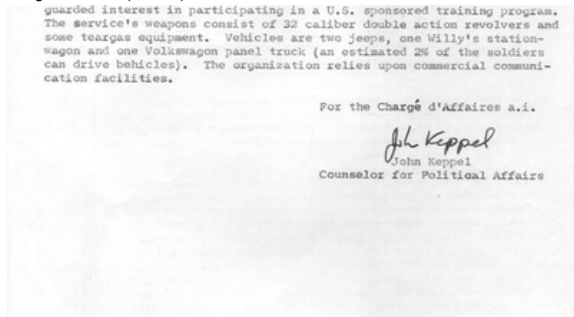 guarded interest in participating in a U.S. sponsored training program.
The service's weapons consist of 32 caliber double action revolvers and
some teargas equipment. Vehicles are two jeeps, one Willy's station-
wagon and one Volkswagon panel truck (an estimated 2% of the soldiers
can drive behicles). The organization relies upon commercial communi-
cation facilities.
For the Chargé d'Affaires a.i.
John Keppel
John Keppel
Counselor for Political Affairs